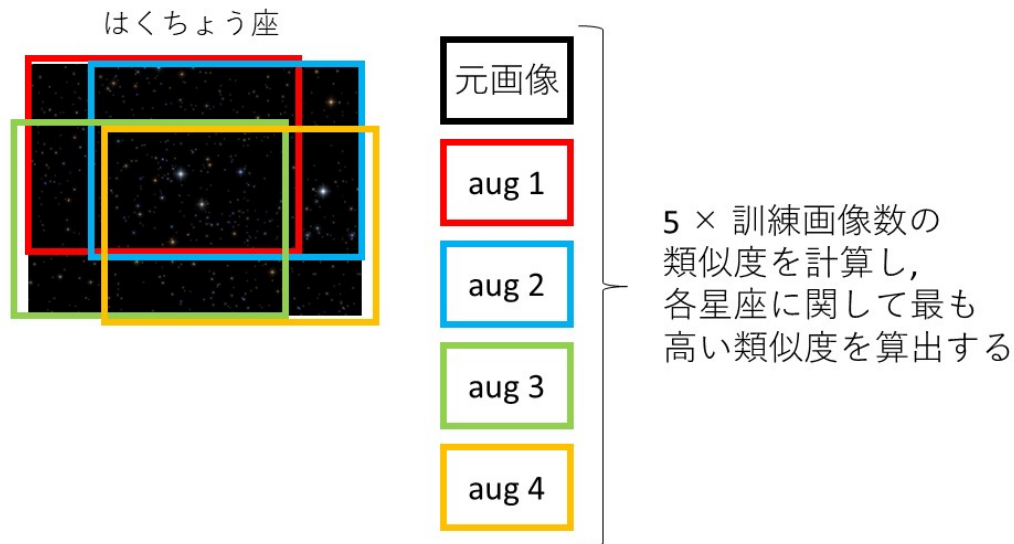 はくちょう座
元画像
aug 1
aug 2
aug 3
aug 4
5 × 訓練画像数の
類似度を計算し,
各星座に関して最も
高い類似度を算出する